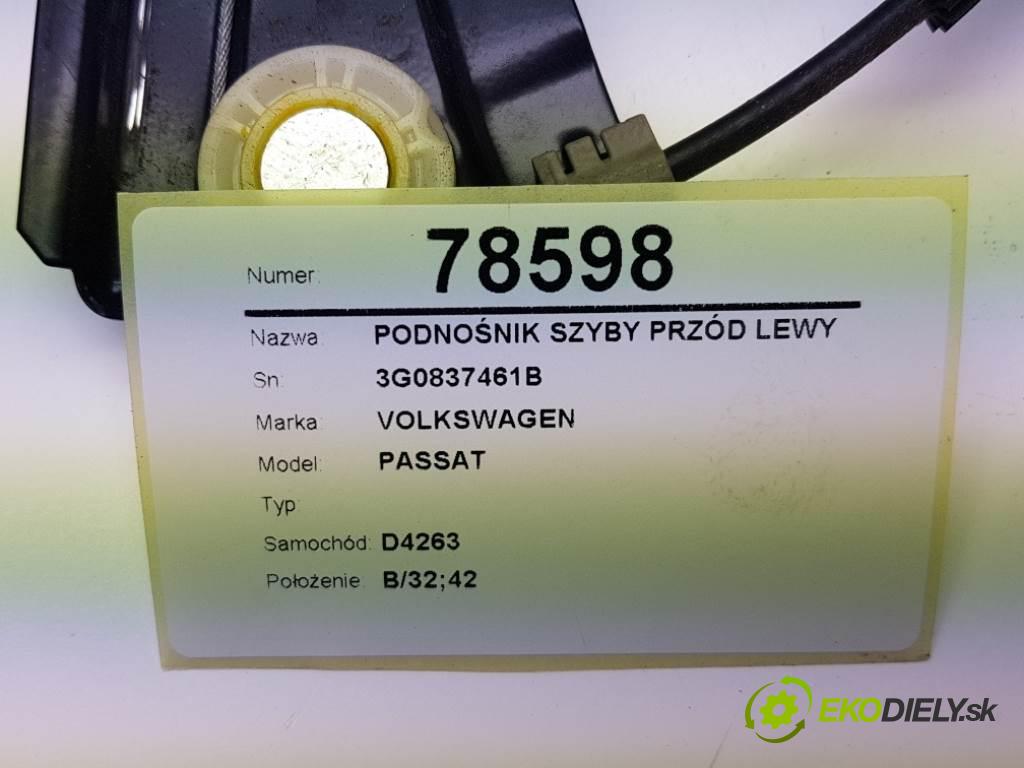 Numer: 78598
Nazwa: PODNOŚNIK SZYBY PRZÓD LEWY
Sn: 3G0837461B
Marka: VOLKSWAGEN
Model: PASSAT
Typ
Samochód: D4263
Położenie: B/32;42
EKODIELY.sk